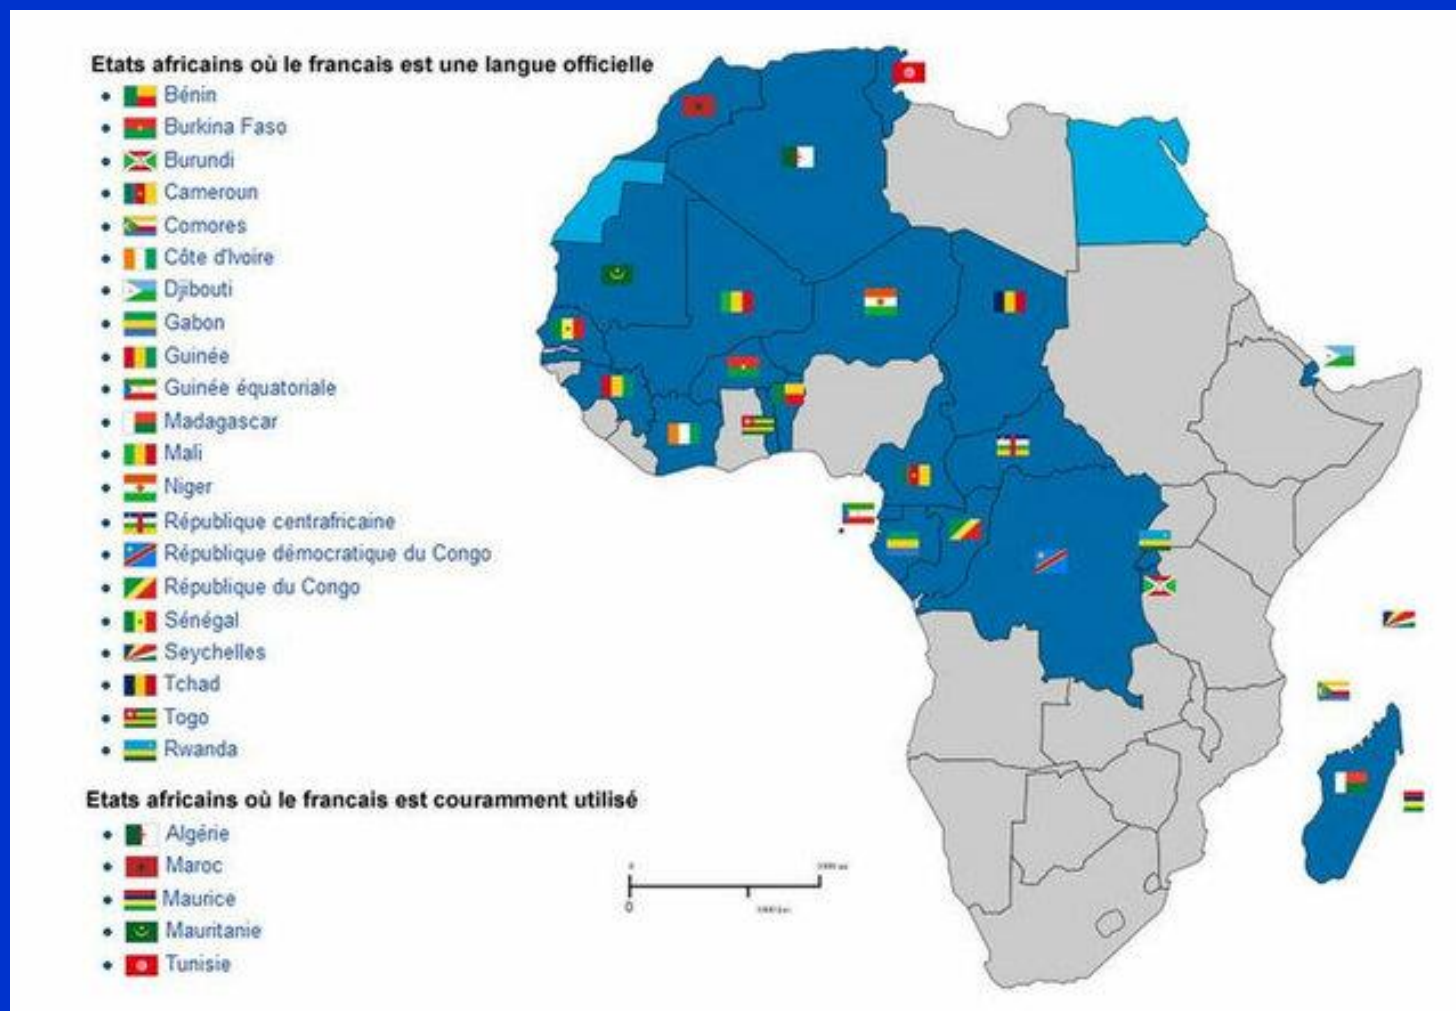 Etats africains où le francais est une langue officielle
Bénin
Burkina Faso
Burundi
Cameroun
Comores
Côte d'Ivoire
Djibouti
Gabon
Guinée
Guinée équatoriale
Madagascar
Mali
Niger
République centrafricaine
République démocratique du Congo
République du Congo
Sénégal
Seychelles
Tchad
Togo
Rwanda
Etats africains où le francais est couramment utilisé
Algérie
Maroc
Maurice
Mauritanie
Tunisie
0